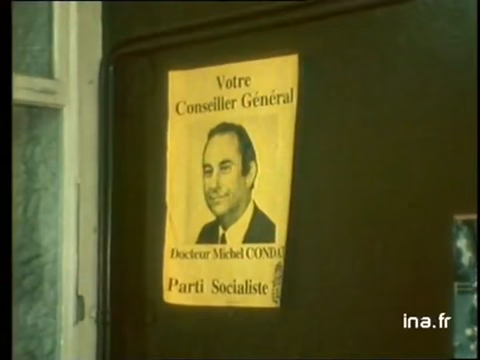 Votre
Conseiller Général
Docteur Michel CONDA
Parti Socialiste
ina.fr